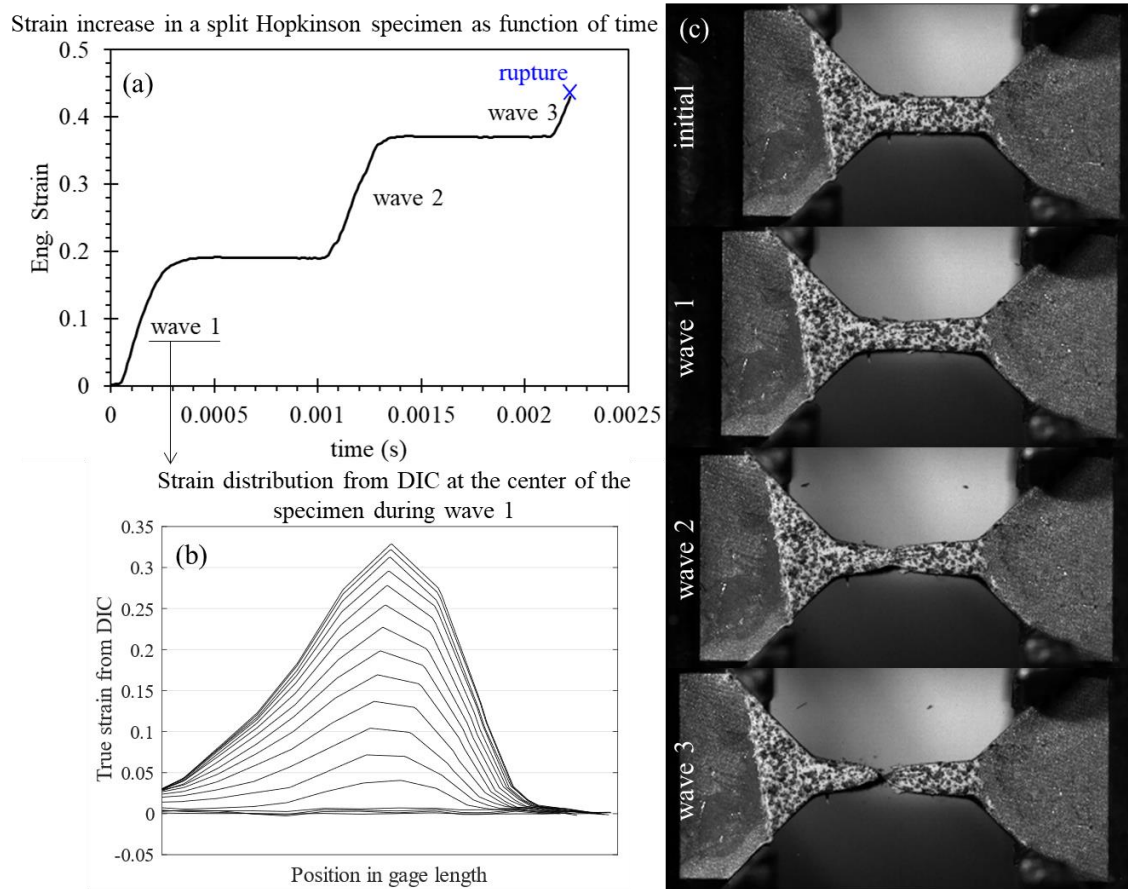 Strain increase in a split Hopkinson specimen as function of time
(a)
0.5
0.4
0.3
0.2
0.1
0
Eng. Strain
rupture
wave 3
wave 2
wave 1
0
0.0005
0.001
0.0015
0.002
0.0025
time (s)
Strain distribution from DIC at the center of the
specimen during wave 1
(b)
0.35
0.3
0.25
0.2
0.15
0.1
0.05
0
-0.05
True strain from DIC
Position in gage length
(c)
initial
wave 1
wave 2
wave 3